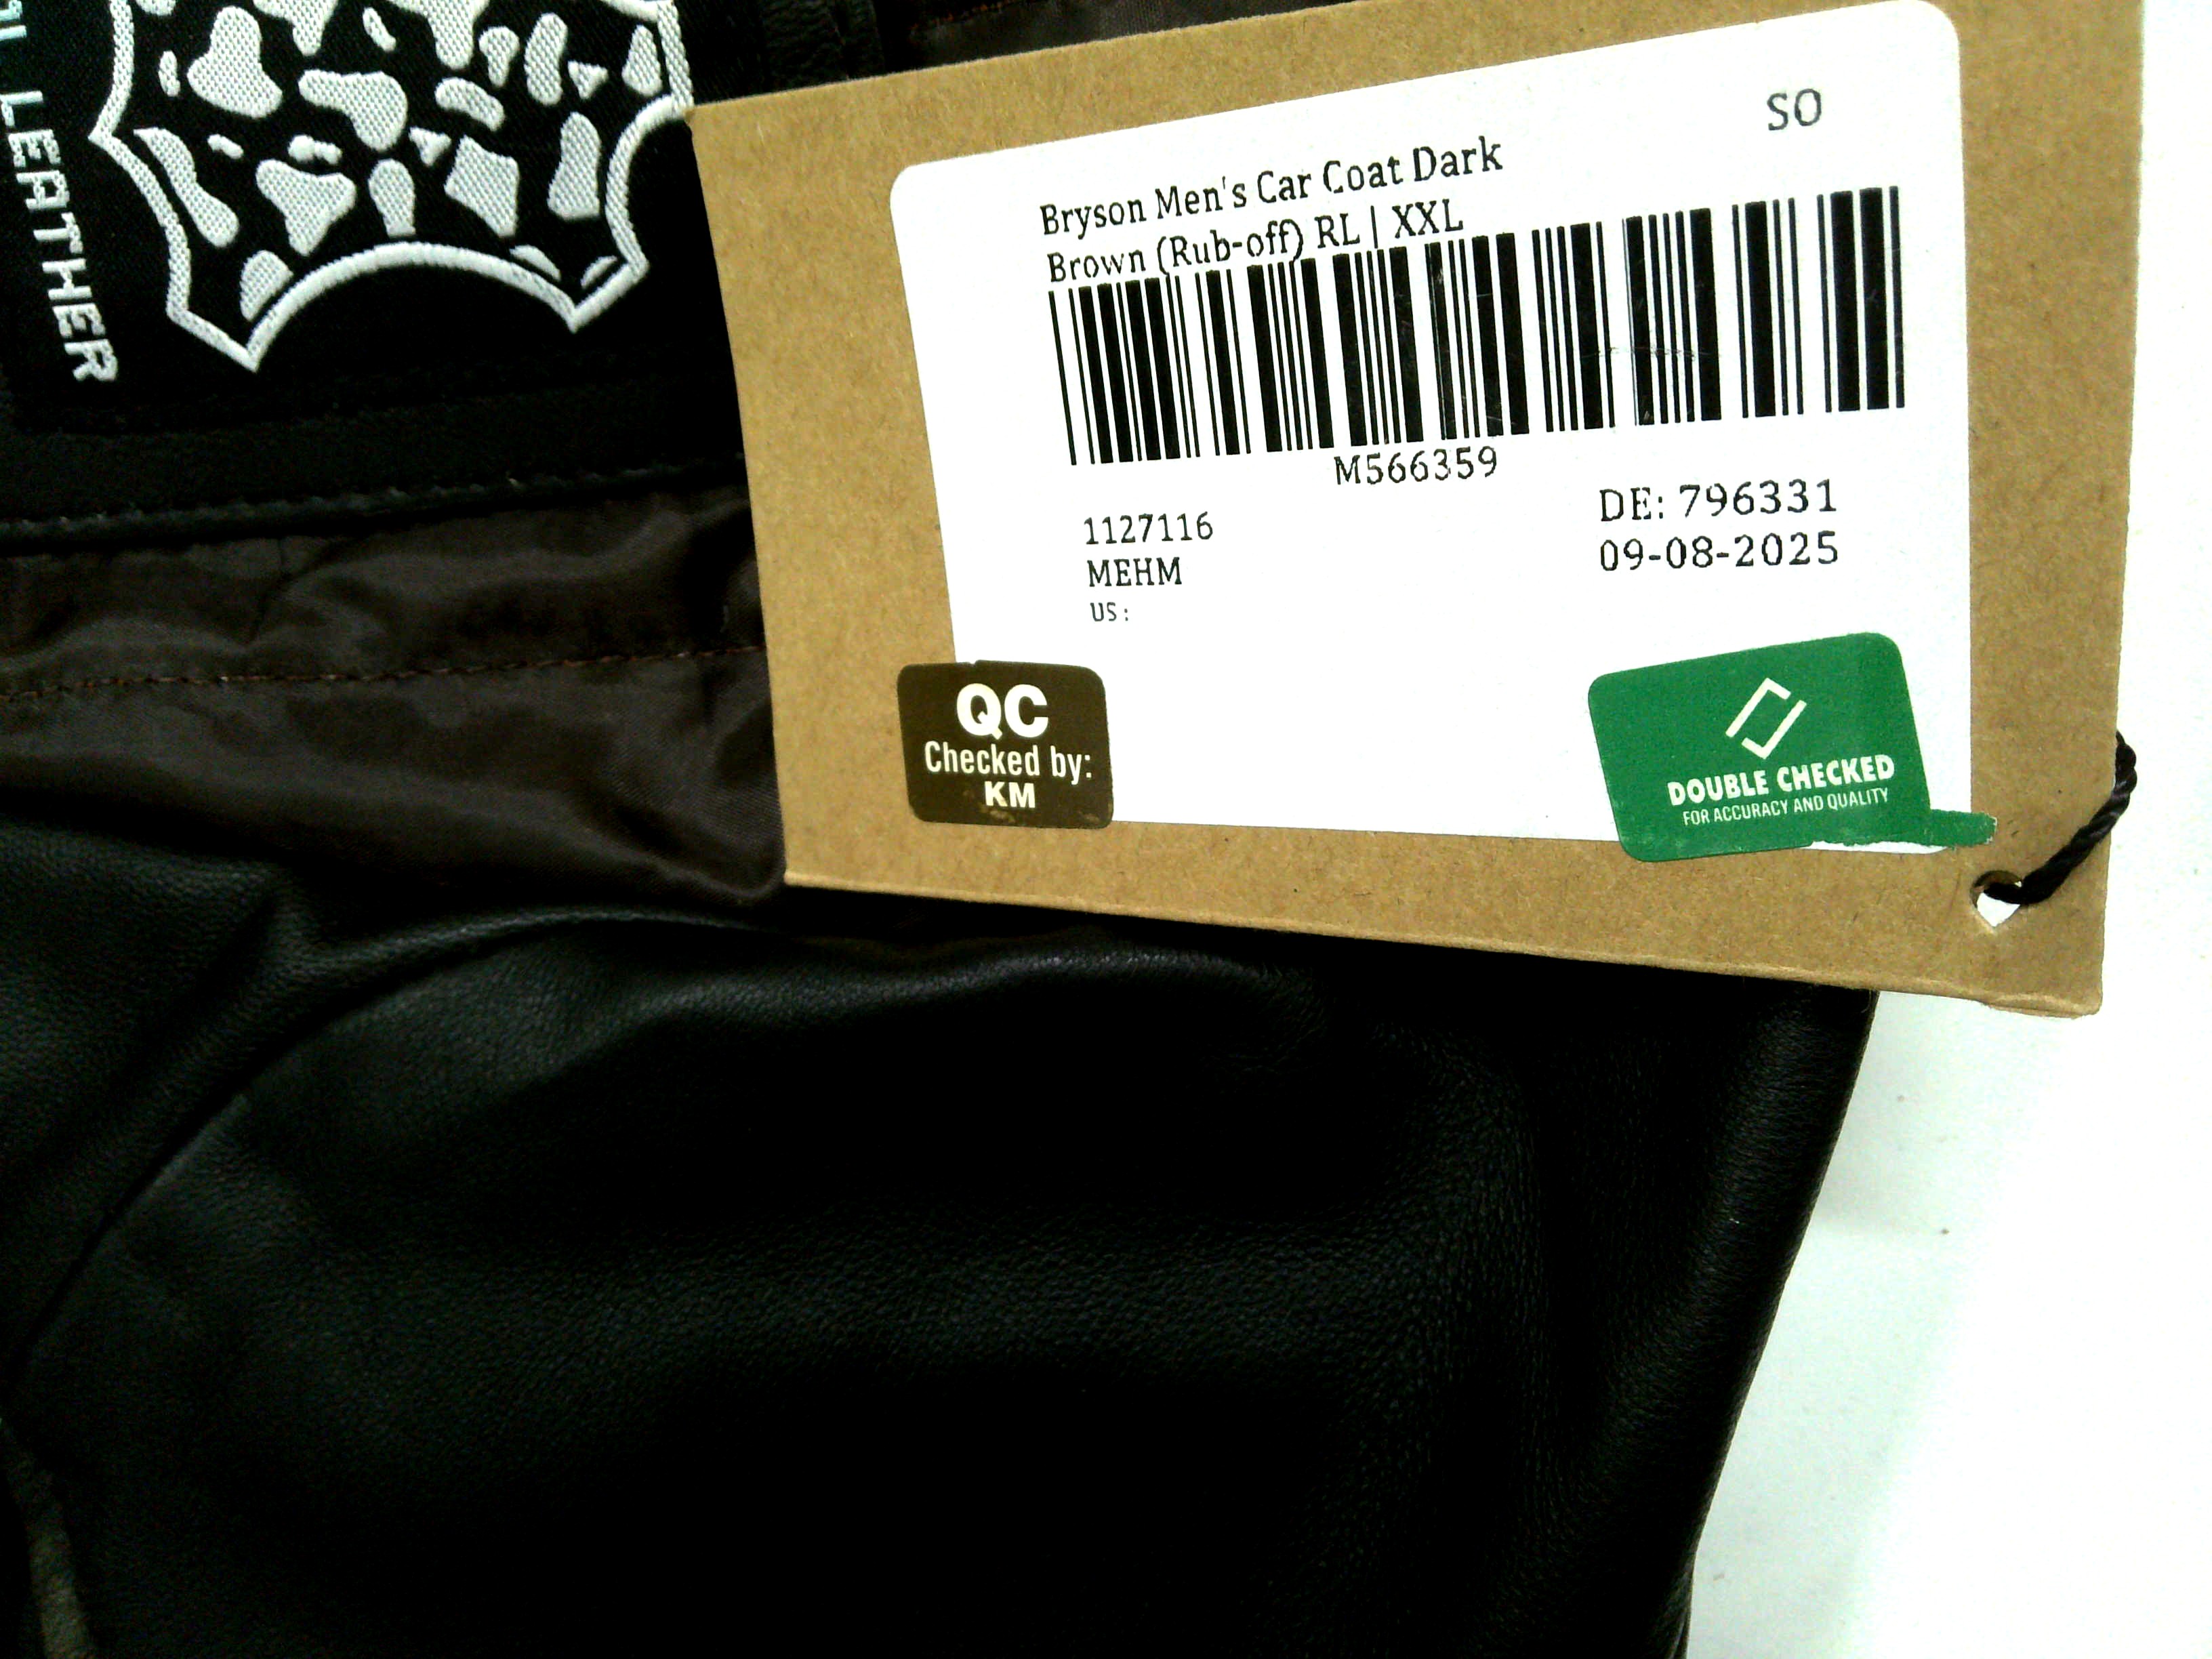 LEATHER
SO
Bryson Men's Car Coat Dark
Brown (Rub-off) RL | XXL
M566359
1127116
MEHM
US:
DE: 796331
09-08-2025
QC
Checked by:
KM
DOUBLE CHECKED
FOR ACCURACY AND QUALITY